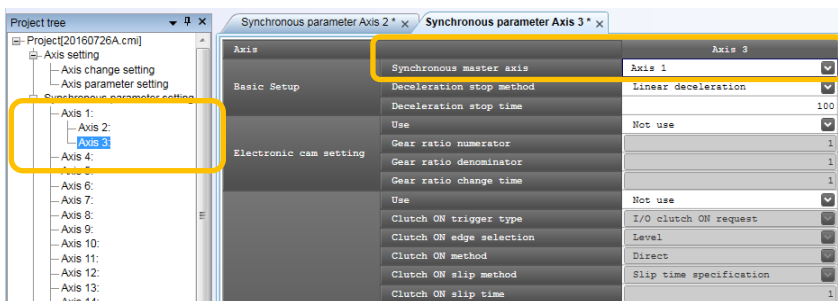 Project tree
Synchronous parameter Axis 2 * x
Synchronous parameter Axis 3 * x
Project[20160726A.cmi]
Axis setting
Axis change setting
Axis parameter setting
Synchronous parameter setting
Axis 1:
Axis 2:
Axis 3:
Axis 4:
Axis 5:
Axis 6:
Axis 7:
Axis 8:
Axis 9:
Axis 10:
Axis 11:
Axis 12:
Axis 13:
Axis 14:
Axis Axis 3
Synchronous master axis Axis 1
Basic Setup Deceleration stop method Linear deceleration
Deceleration stop time 100
Use Not use
Gear ratio numerator 1
Electronic cam setting
Gear ratio denominator 1
Gear ratio change time 1
Use Not use
Clutch ON trigger type I/O clutch ON request
Clutch ON edge selection Level
Clutch ON method Direct
Clutch ON slip method Slip time specification
Clutch ON slip time 1